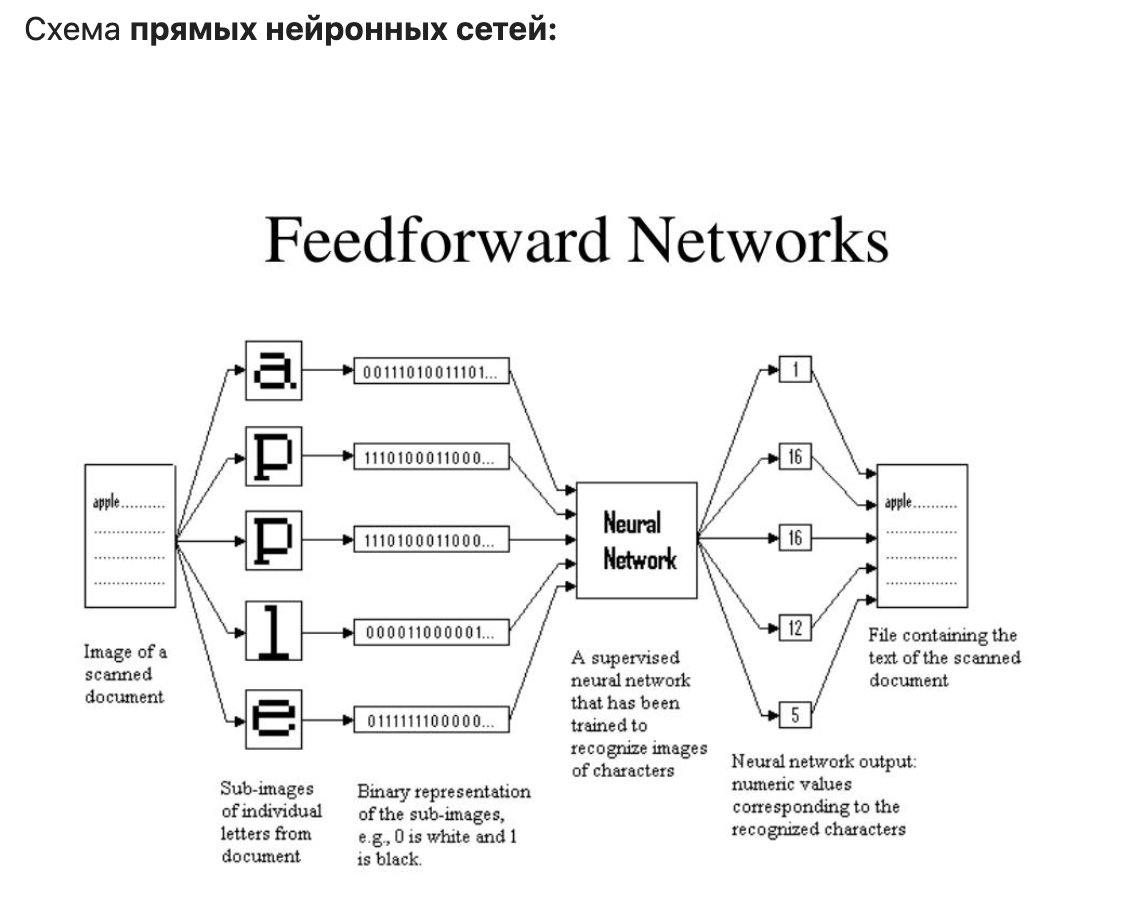 Схема прямых нейронных сетей:
Feedforward Networks
apple..........
a
p
p
l
e
00111010011101...
1110100011000...
1110100011000...
000011000001...
0111111100000...
Neural
Network
1
16
16
12
5
apple..........
Image of a
scanned
document
Sub-images
of individual
letters from
document
Binary representation
of the sub-images,
e.g., 0 is white and 1
is black.
A supervised
neural network
that has been
trained to
recognize images
of characters
Neural network output:
numeric values
corresponding to the
recognized characters
File containing the
text of the scanned
document